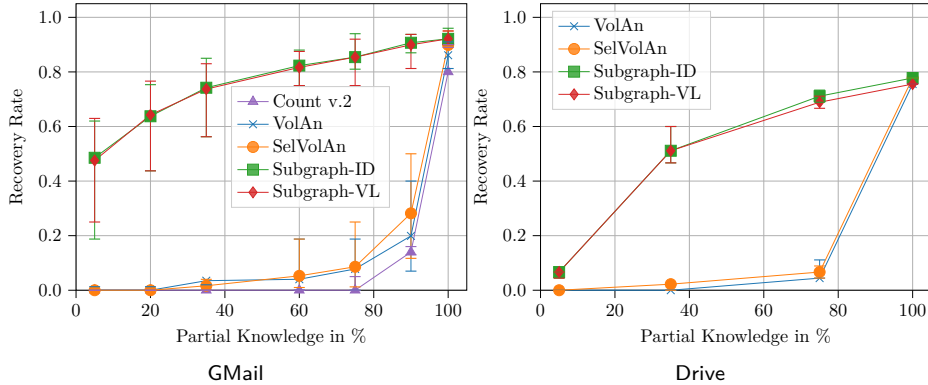 1.0
0.8
0.6
0.4
0.2
0.0
Recovery Rate
Count v.2
VolAn
SelVolAn
Subgraph-ID
Subgraph-VL
0 20 40 60 80 100
Partial Knowledge in %
GMail
1.0
0.8
0.6
0.4
0.2
0.0
Recovery Rate
VolAn
SelVolAn
Subgraph-ID
Subgraph-VL
0 20 40 60 80 100
Partial Knowledge in %
Drive